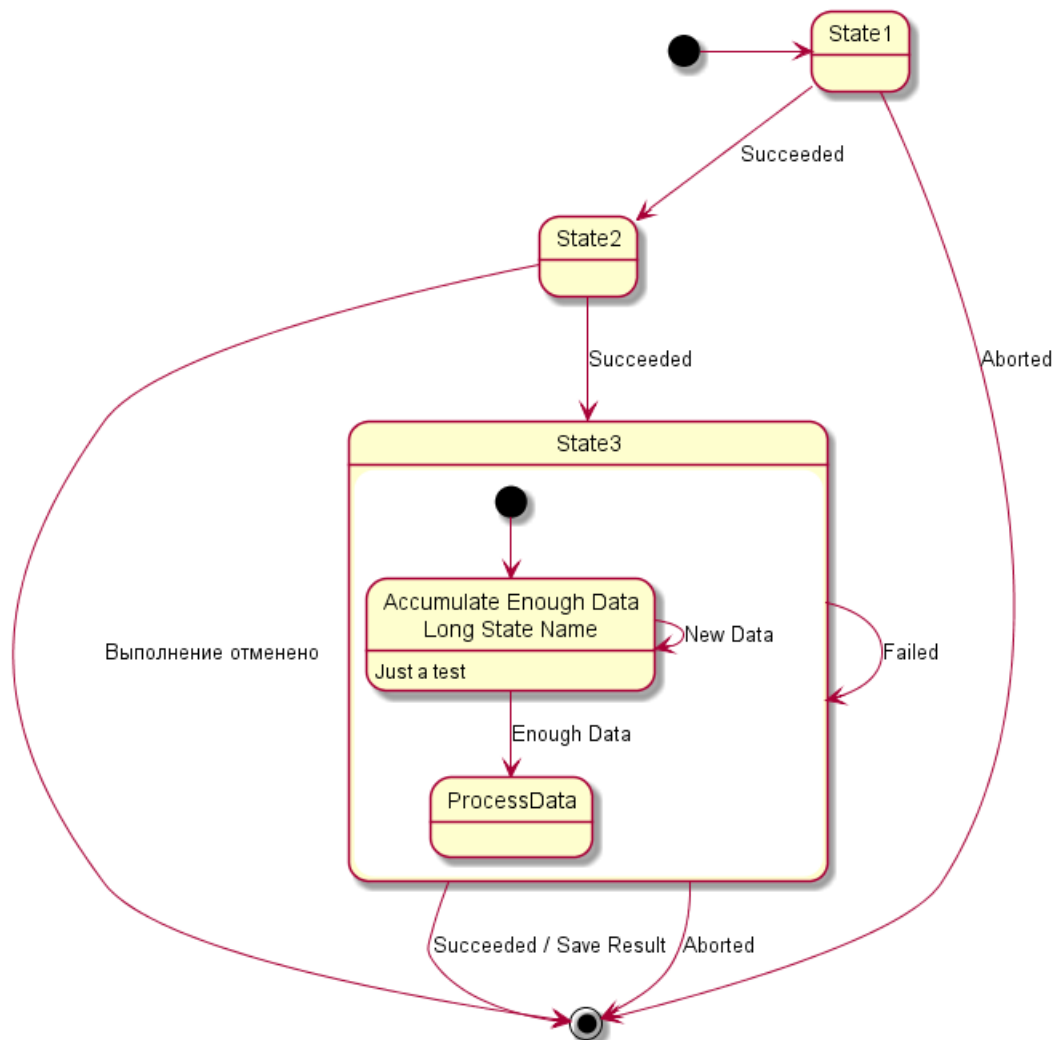 State1
Succeeded
State2
Succeeded
Aborted
State3
Accumulate Enough Data
Long State Name
New Data
Just a test
Выполнение отменено
Failed
Enough Data
ProcessData
Succeeded / Save Result
Aborted